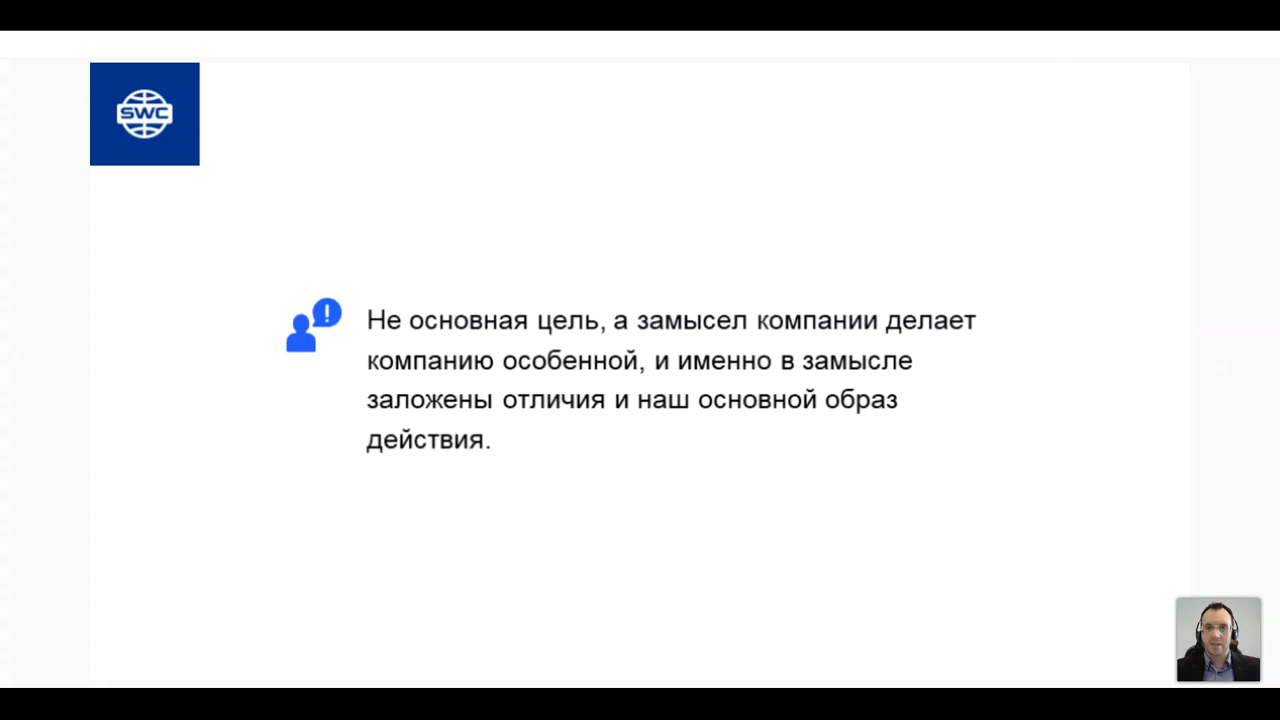 SWC
Не основная цель, а замысел компании делает
компанию особенной, и именно в замысле
заложены отличия и наш основной образ
действия.